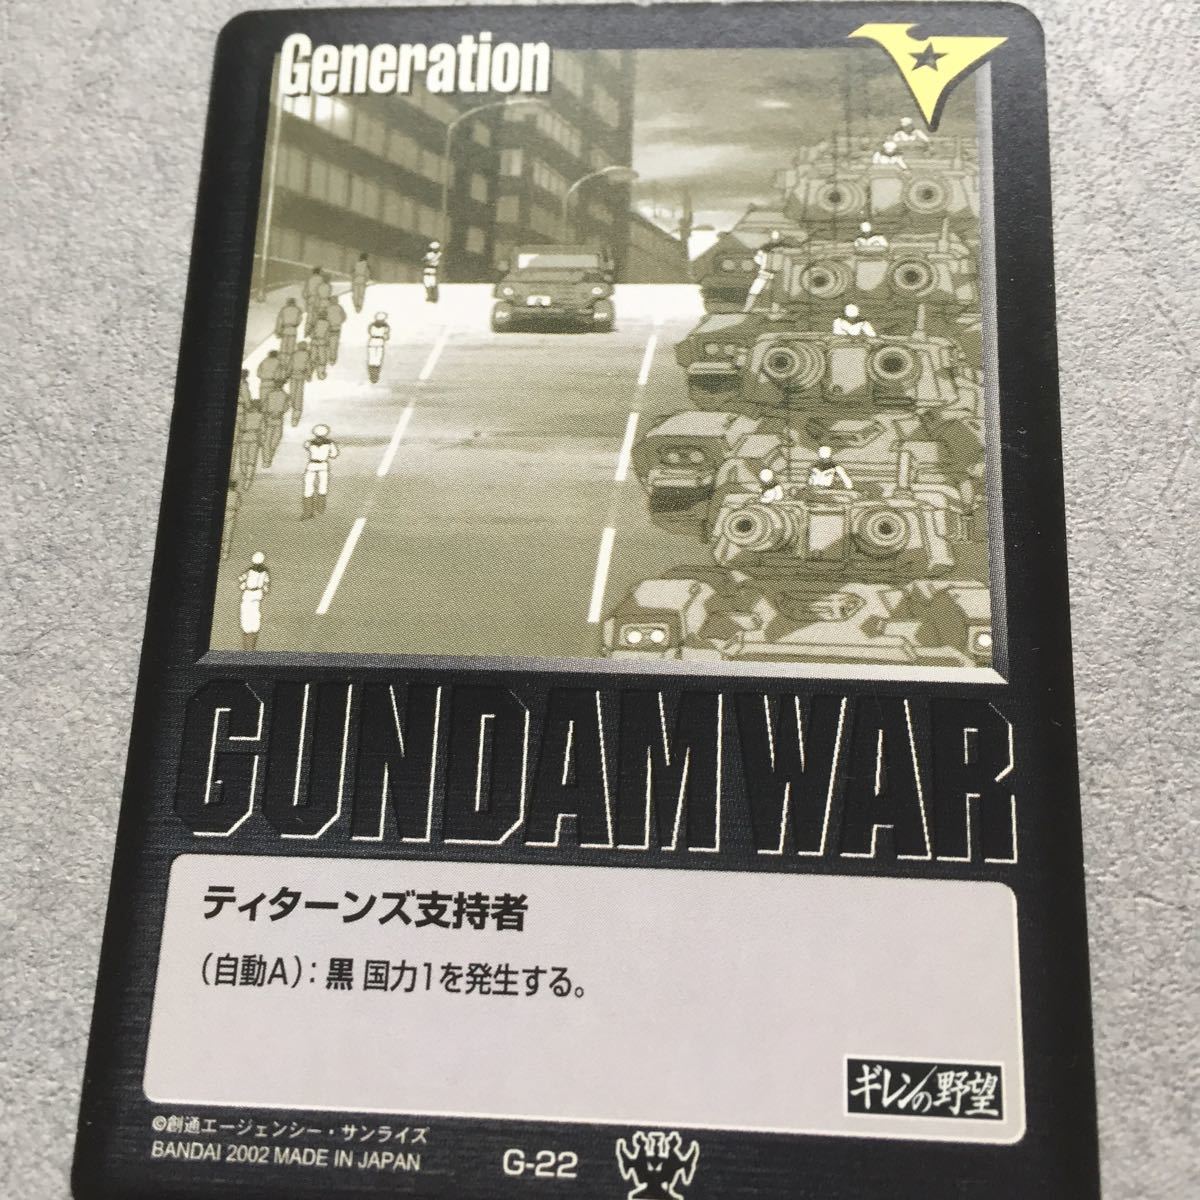 Generation
GUNDAM WAR
ティターンズ支持者
(自動A):黒 国力1を発生する。
ギレンの野望
©創通エージェンシー・サンライズ
BANDAI 2002 MADE IN JAPAN
G-22